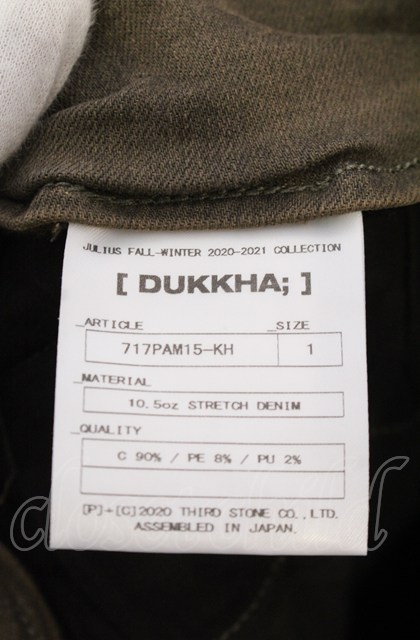 JULIUS FALL-WINTER 2020-2021 COLLECTION
[ DUKKHA; ]
_ARTICLE _SIZE
717PAM15-KH 1
_MATERIAL
10.5oz STRETCH DENIM
_QUALITY
C 90% / PE 8% / PU 2%
[P]+[C]2020 THIRD STONE CO.,LTD.
ASSEMBLED IN JAPAN.